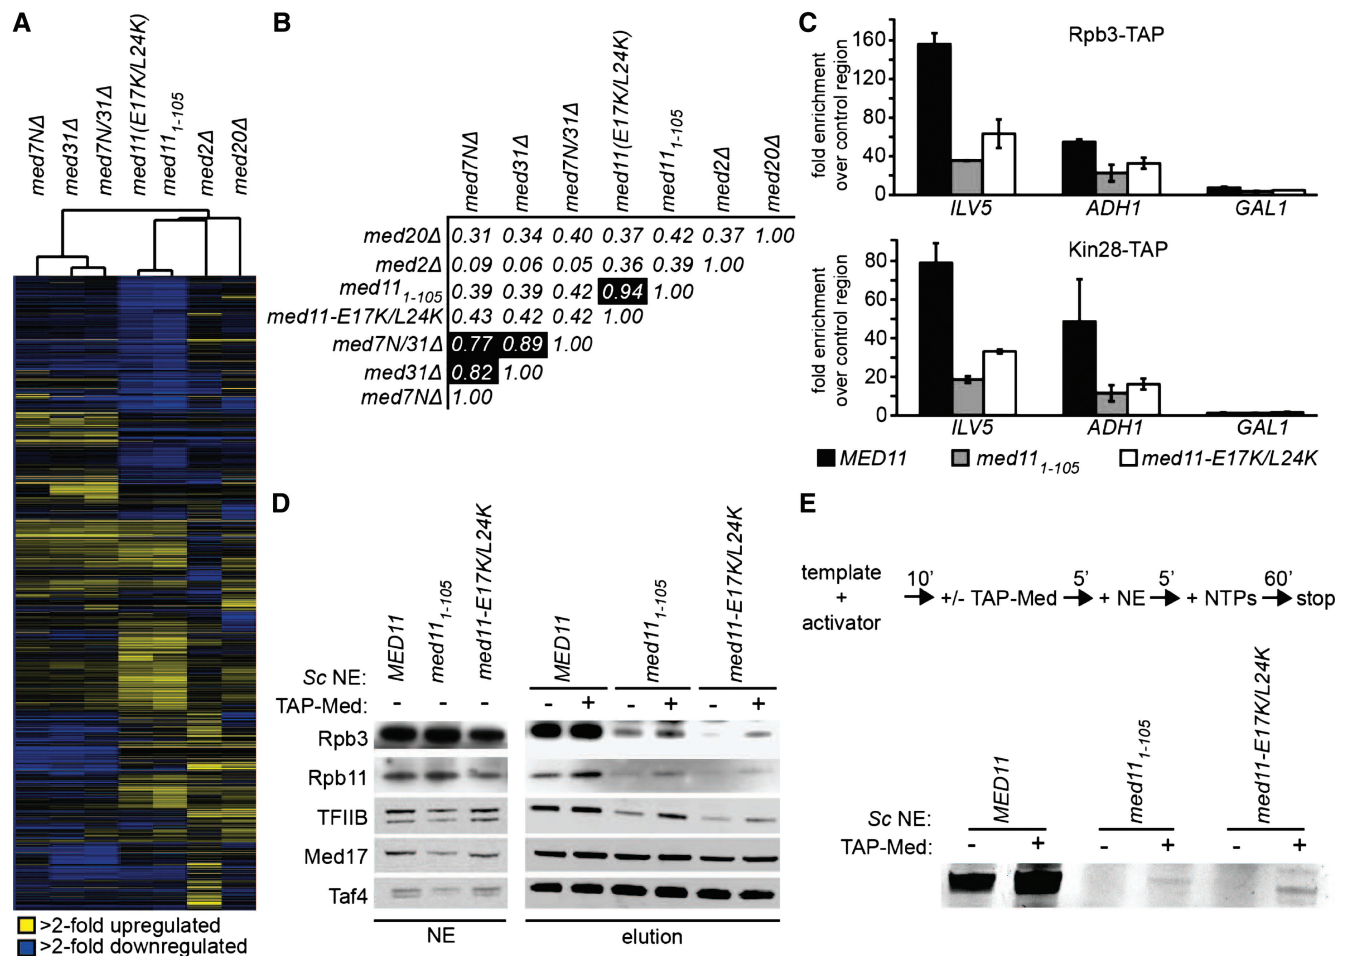 A
med7NΔ
med31Δ
med7N/31Δ
med11(E17K/L24K)
med11 1-105
med2Δ
med20Δ
>2-fold upregulated
>2-fold downregulated
B
med7NΔ
med31Δ
med7N/31Δ
med11(E17K/L24K)
med11 1-105
med2Δ
med20Δ
med20Δ 0.31 0.34 0.40 0.37 0.42 0.37 1.00
med2Δ 0.09 0.06 0.05 0.36 0.39 1.00
med11 1-105 0.39 0.39 0.42 0.94 1.00
med11-E17K/L24K 0.43 0.42 0.42 1.00
med7N/31Δ 0.77 0.89 1.00
med31Δ 0.82 1.00
med7NΔ 1.00
C
Rpb3-TAP
fold enrichment
over control region
160
120
80
40
0
ILV5 ADH1 GAL1
Kin28-TAP
fold enrichment
over control region
80
60
40
20
0
ILV5 ADH1 GAL1
MED11 med11 1-105 med11-E17K/L24K
D
MED11
med11 1-105
med11-E17K/L24K
MED11
med11 1-105
med11-E17K/L24K
Sc NE:
TAP-Med: - - - - + - + - +
Rpb3
Rpb11
TFIIB
Med17
Taf4
NE elution
E
template
+
activator
10' 5' 5' 60'
+/- TAP-Med + NE + NTPs stop
MED11
med11 1-105
med11-E17K/L24K
Sc NE:
TAP-Med: - + - + - +